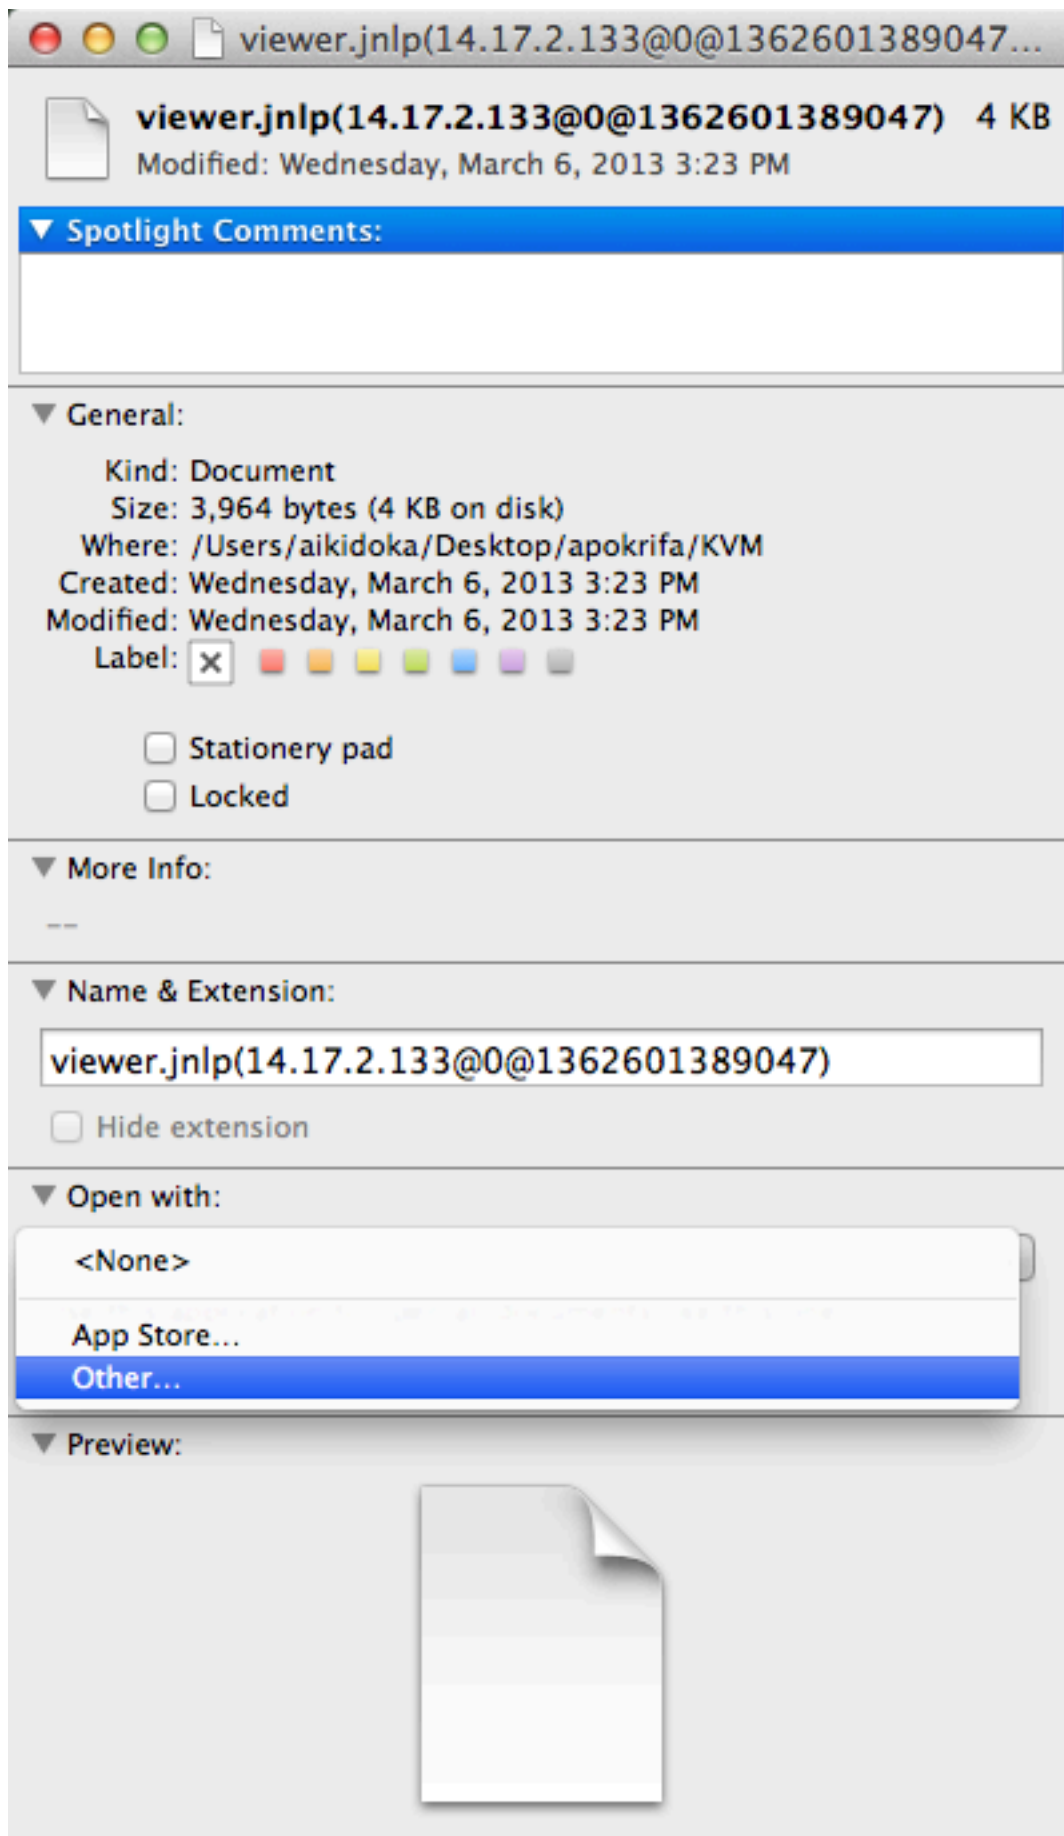 viewer.jnlp(14.17.2.133@0@1362601389047...
viewer.jnlp(14.17.2.133@0@1362601389047) 4 KB
Modified: Wednesday, March 6, 2013 3:23 PM
Spotlight Comments:
General:
Kind: Document
Size: 3,964 bytes (4 KB on disk)
Where: /Users/aikidoka/Desktop/apokrifa/KVM
Created: Wednesday, March 6, 2013 3:23 PM
Modified: Wednesday, March 6, 2013 3:23 PM
Label:
Stationery pad
Locked
More Info:
--
Name & Extension:
viewer.jnlp(14.17.2.133@0@1362601389047)
Hide extension
Open with:
<None>
App Store...
Other...
Preview: